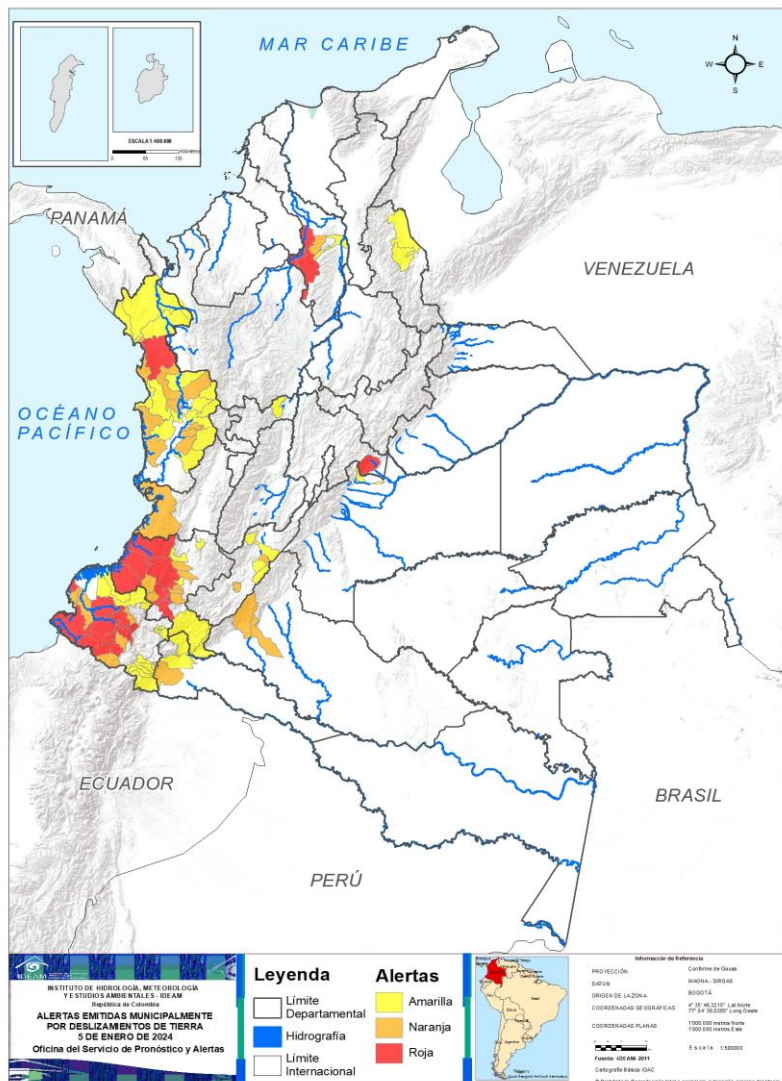 MAR CARIBE
N
W
E
S
ESCALA 1:490.000
PANAMÁ
VENEZUELA
OCÉANO
PACÍFICO
ECUADOR
BRASIL
PERÚ
IDEAM
INSTITUTO DE HIDROLOGÍA, METEOROLOGÍA
Y ESTUDIOS AMBIENTALES - IDEAM
República de Colombia
ALERTAS EMITIDAS MUNICIPALMENTE
POR DESLIZAMIENTOS DE TIERRA
5 DE ENERO DE 2024
Oficina del Servicio de Pronóstico y Alertas
Leyenda
Límite
Departamental
Hidrografía
Límite
Internacional
Alertas
Amarilla
Naranja
Roja
Información de Referencia
PROYECCIÓN
Conforme de Gauss
DATUM
MAGNA - SIRGAS
ORIGEN DE LA ZONA
BOGOTÁ
COORDENADAS GEOGRÁFICAS
COORDENADAS PLANAS
1'000.000 metros Norte
1'000.000 metros Este
Fuente: IDEAM- 2011
Cartografía Básica: IGAC